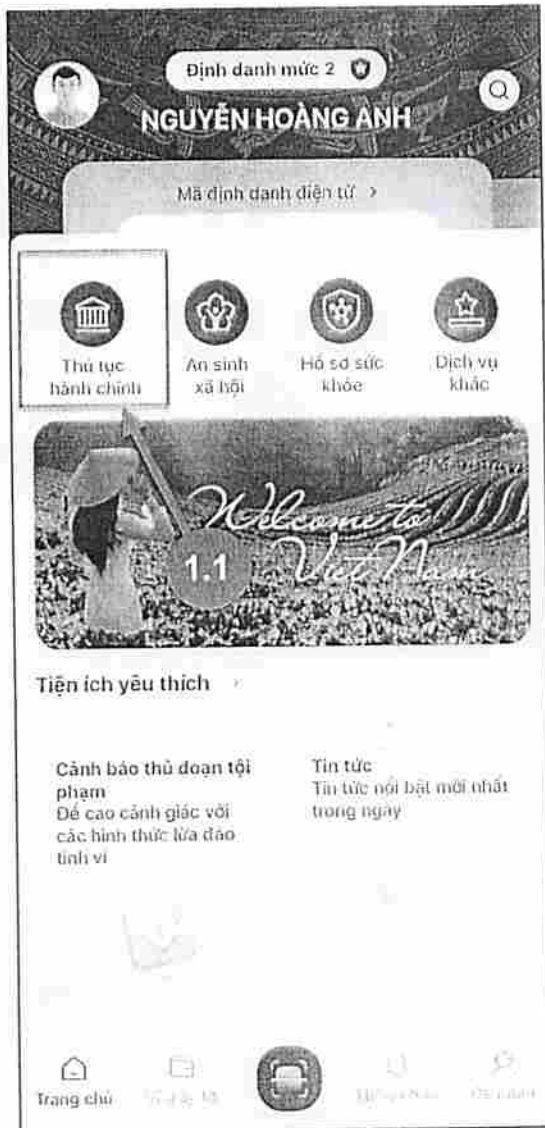 Định danh mức 2
NGUYỄN HOÀNG ANH
Mã định danh điện tử >
Thủ tục
hành chính
An sinh
xã hội
Hồ sơ sức
khỏe
Dịch vụ
khác
Welcome to
Việt Nam
1.1
Tiện ích yêu thích >
Cảnh báo thủ đoạn tội
phạm
Đề cao cảnh giác với
các hình thức lừa đảo
tinh vi
Tin tức
Tin tức nổi bật mới nhất
trong ngày
Trang chủ